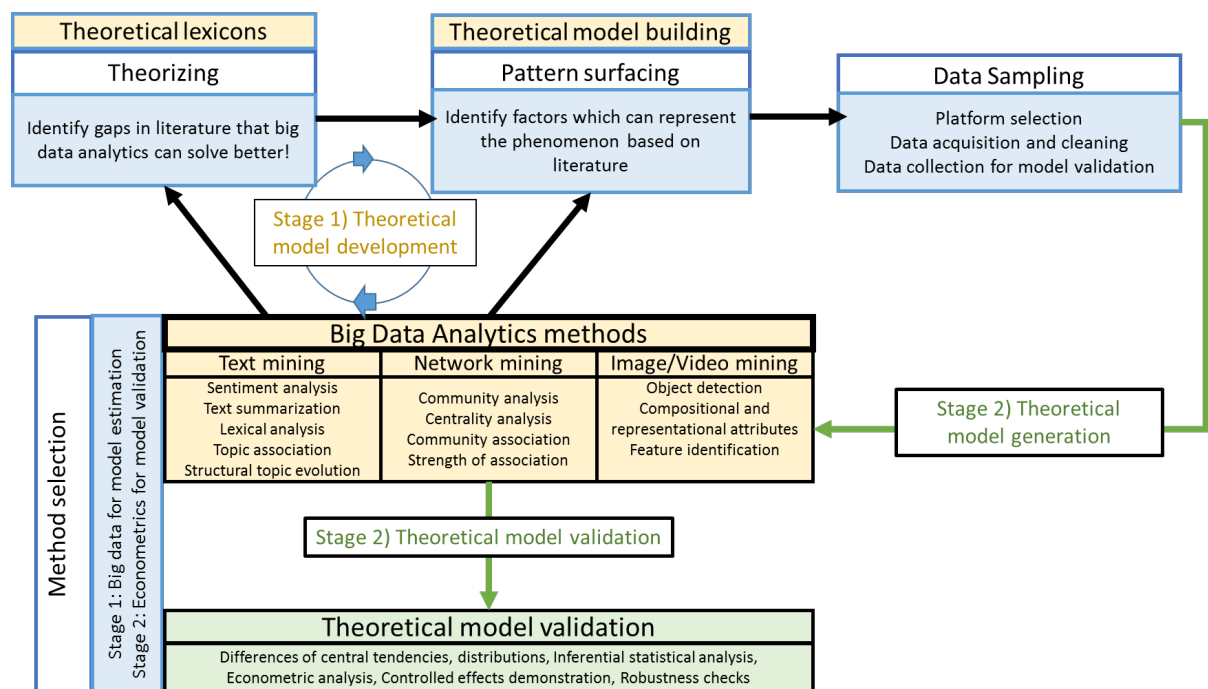 Theoretical lexicons
Theorizing
Identify gaps in literature that big
data analytics can solve better!
Theoretical model building
Pattern surfacing
Identify factors which can represent
the phenomenon based on
literature
Data Sampling
Platform selection
Data acquisition and cleaning
Data collection for model validation
Stage 1) Theoretical
model development
Method selection
Stage 1: Big data for model estimation
Stage 2: Econometrics for model validation
Big Data Analytics methods
Text mining
Sentiment analysis
Text summarization
Lexical analysis
Topic association
Structural topic evolution
Network mining
Community analysis
Centrality analysis
Community association
Strength of association
Image/Video mining
Object detection
Compositional and
representational attributes
Feature identification
Stage 2) Theoretical
model generation
Stage 2) Theoretical model validation
Theoretical model validation
Differences of central tendencies, distributions, Inferential statistical analysis,
Econometric analysis, Controlled effects demonstration, Robustness checks